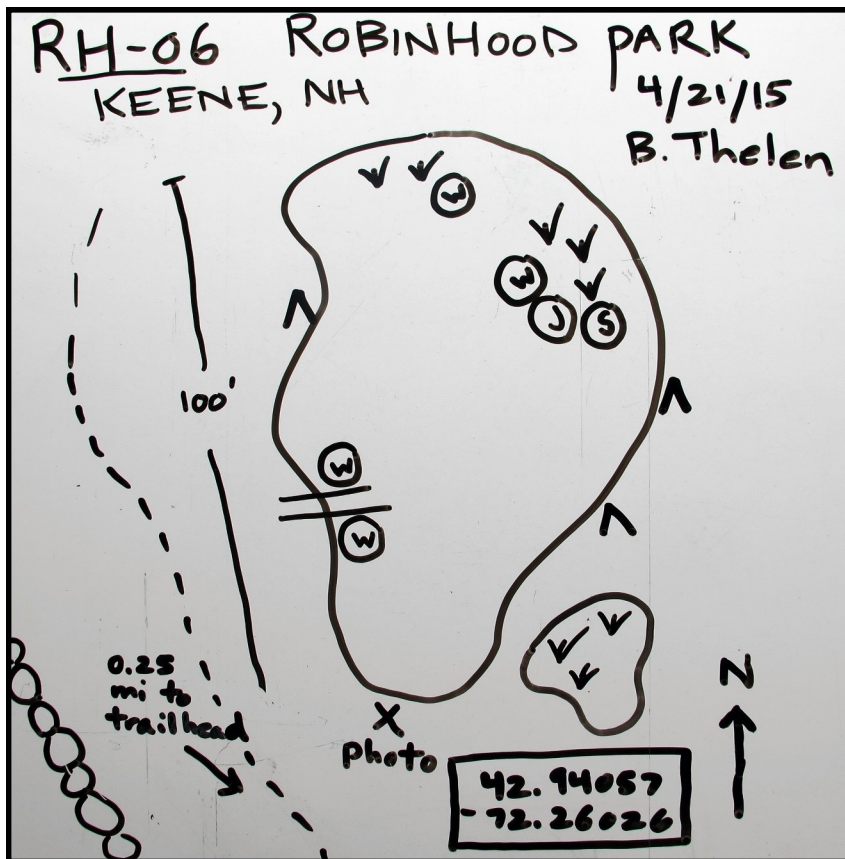 RH-06 ROBINHOOD PARK
KEENE, NH
4/21/15
B. Thelen
W
W
J
S
100'
W
W
0.25
mi to
trailhead
X
photo
N
42.94057
-72.26026